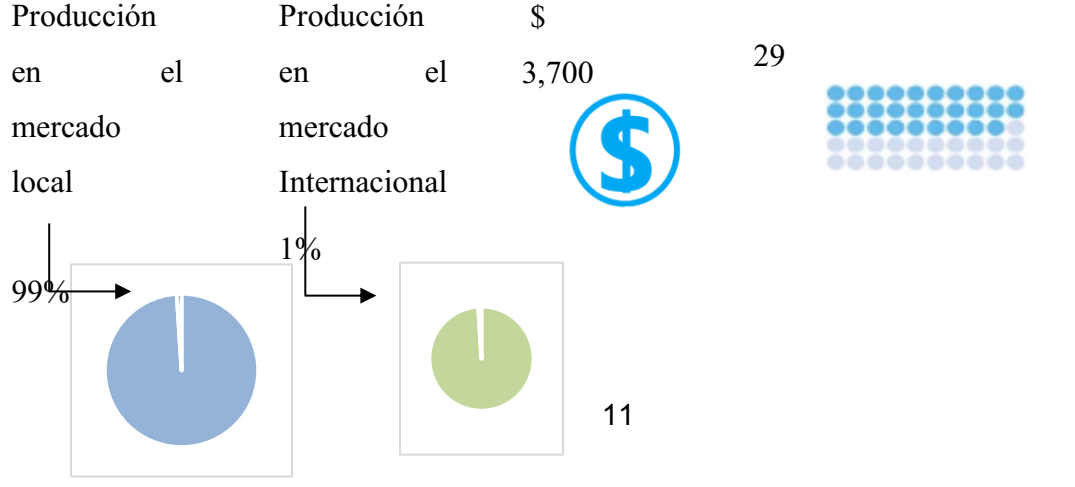 Producción
en el
mercado
local
99%
Producción
en el
mercado
Internacional
1%
$
3,700
$
29
11